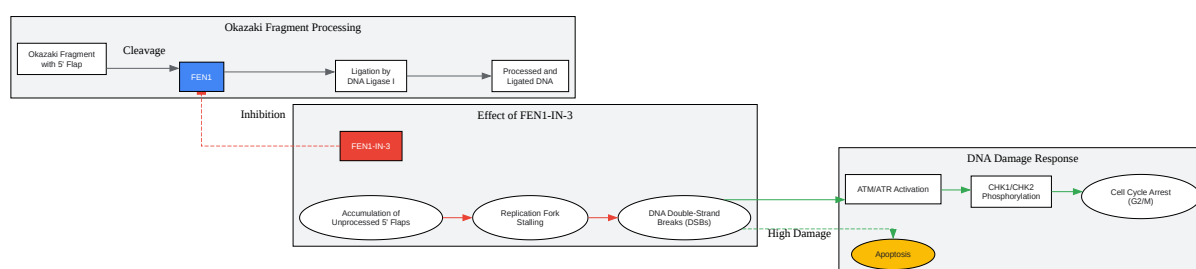 Okazaki Fragment Processing
Okazaki Fragment
with 5' Flap
Cleavage
FEN1
Ligation by
DNA Ligase I
Processed and
Ligated DNA
Inhibition
Effect of FEN1-IN-3
FEN1-IN-3
Accumulation of
Unprocessed 5' Flaps
Replication Fork
Stalling
DNA Double-Strand
Breaks (DSBs)
High Damage
DNA Damage Response
ATM/ATR Activation
CHK1/CHK2
Phosphorylation
Cell Cycle Arrest
(G2/M)
Apoptosis